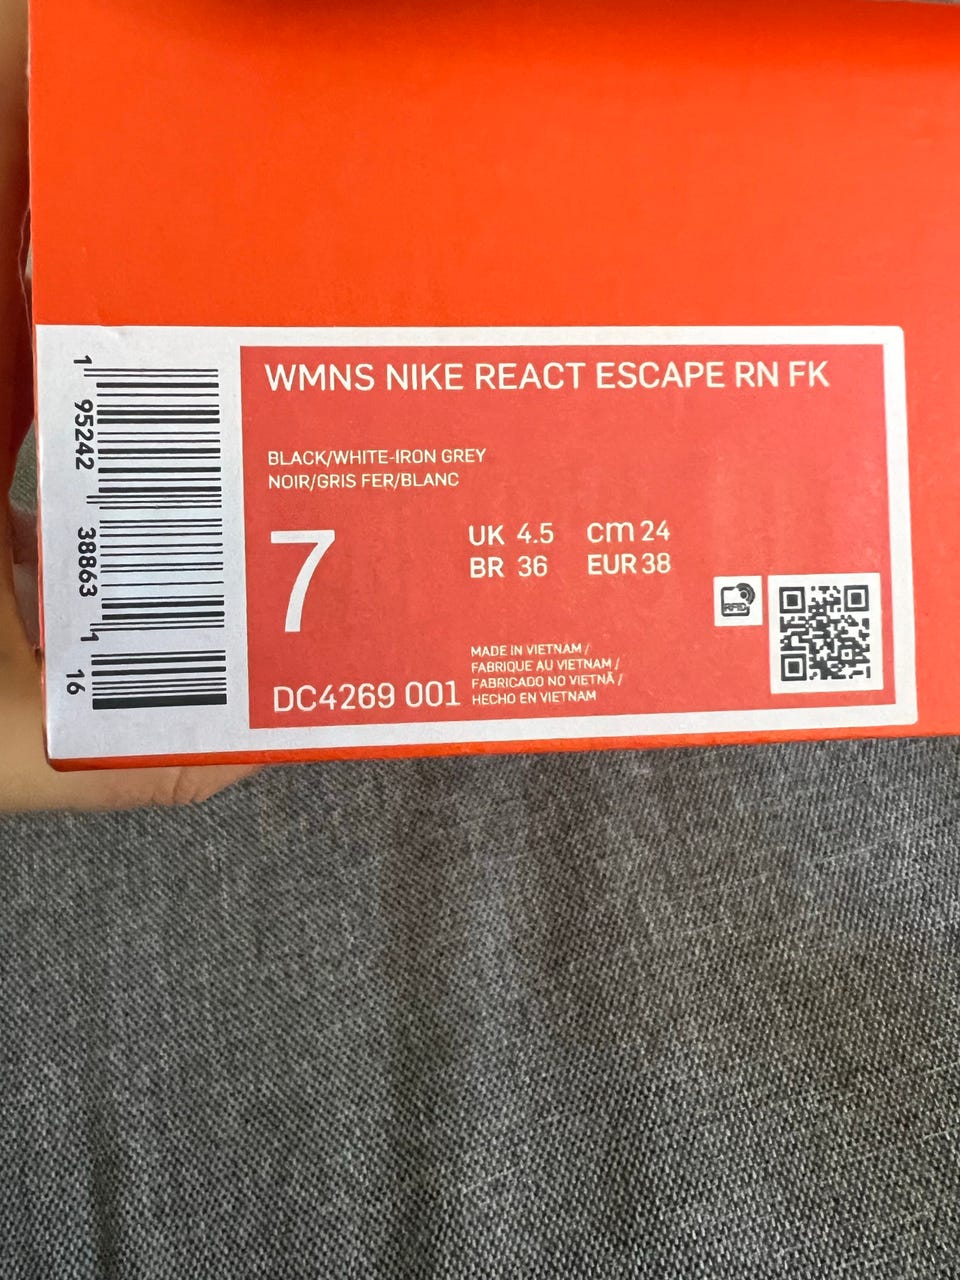 WMNS NIKE REACT ESCAPE RN FK
BLACK/WHITE-IRON GREY
NOIR/GRIS FER/BLANC
7
UK 4.5 cm 24
BR 36 EUR 38
MADE IN VIETNAM /
FABRIQUE AU VIETNAM /
FABRICADO NO VIETNÃ /
HECHO EN VIETNAM
DC4269 001
RFID
1 95242 38863 1 16